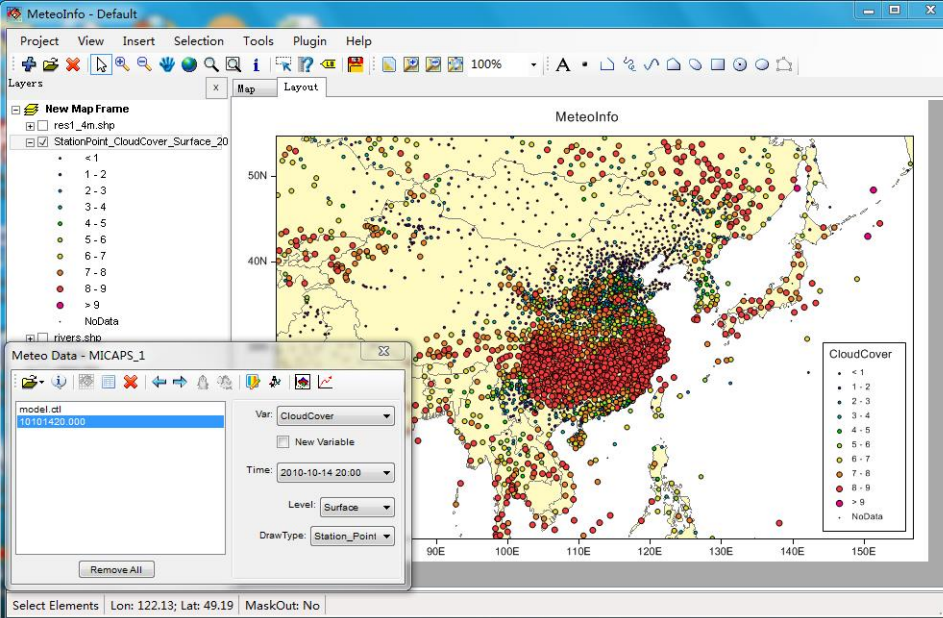 MeteoInfo - Default
Project View Insert Selection Tools Plugin Help
100%
A
Layers
x
Map Layout
New Map Frame
res1_4m.shp
StationPoint_CloudCover_Surface_20
< 1
1 - 2
2 - 3
3 - 4
4 - 5
5 - 6
6 - 7
7 - 8
8 - 9
> 9
NoData
rivers.shp
MeteoInfo
50N
40N
90E 100E 110E 120E 130E 140E 150E
CloudCover
< 1
1 - 2
2 - 3
3 - 4
4 - 5
5 - 6
6 - 7
7 - 8
8 - 9
> 9
NoData
Meteo Data - MICAPS_1
model.ctl
10101420.000
Var: CloudCover
New Variable
Time: 2010-10-14 20:00
Level: Surface
DrawType: Station_Point
Remove All
Select Elements Lon: 122.13; Lat: 49.19 MaskOut: No